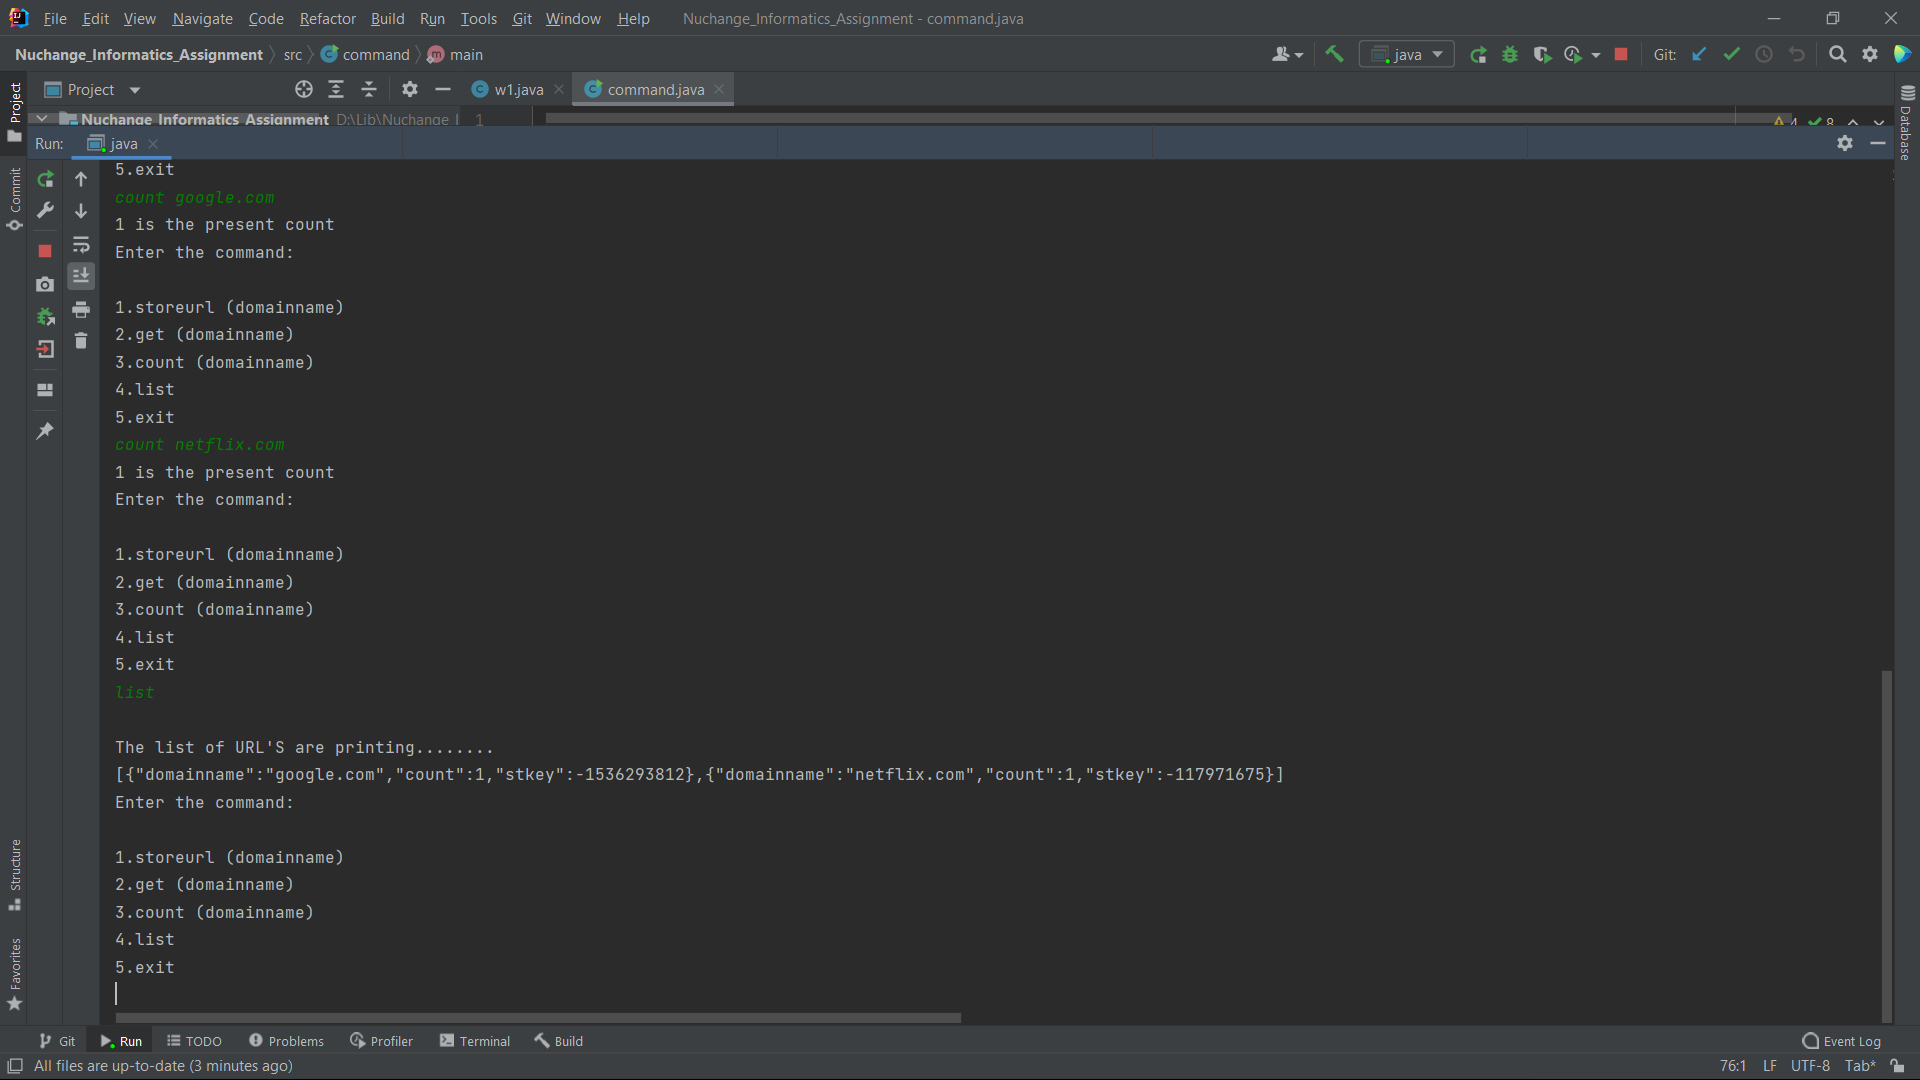 File Edit View Navigate Code Refactor Build Run Tools Git Window Help Nuchange_Informatics_Assignment - command.java
Nuchange_Informatics_Assignment src command main java Git:
Project w1.java command.java
Nuchange_Informatics_Assignment D:\Lib\Nuchange_I 1 4 8
Run: java
5.exit
count google.com
1 is the present count
Enter the command:
1.storeurl (domainname)
2.get (domainname)
3.count (domainname)
4.list
5.exit
count netflix.com
1 is the present count
Enter the command:
1.storeurl (domainname)
2.get (domainname)
3.count (domainname)
4.list
5.exit
list
The list of URL'S are printing........
[{"domainname":"google.com","count":1,"stkey":-1536293812},{"domainname":"netflix.com","count":1,"stkey":-117971675}]
Enter the command:
1.storeurl (domainname)
2.get (domainname)
3.count (domainname)
4.list
5.exit
Project
Commit
Structure
Favorites
Database
Git Run TODO Problems Profiler Terminal Build Event Log
All files are up-to-date (3 minutes ago) 76:1 LF UTF-8 Tab*